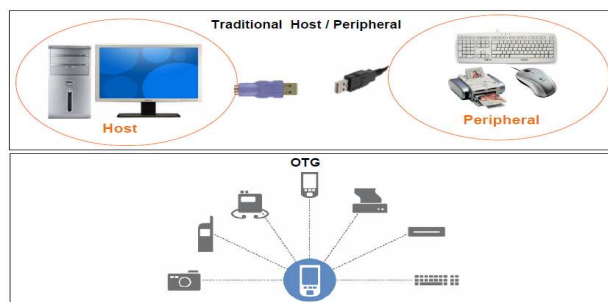 Traditional Host / Peripheral
Host
Peripheral
OTG